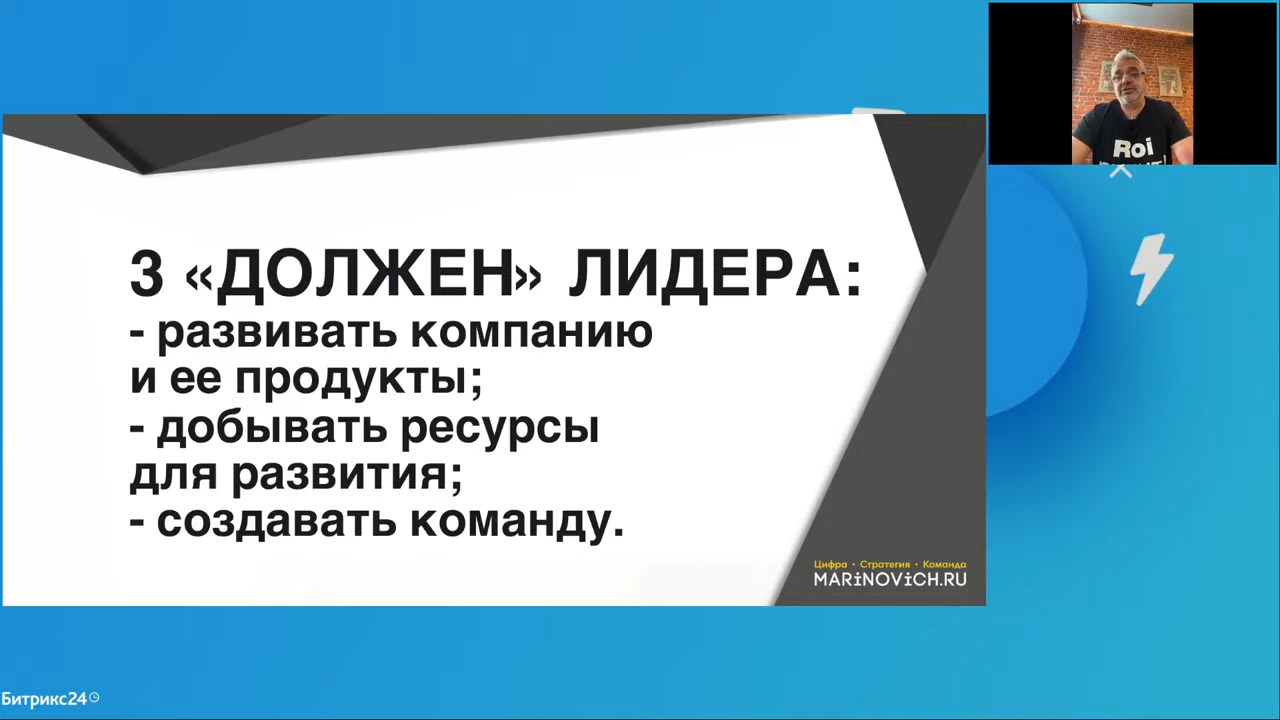 3 «ДОЛЖЕН» ЛИДЕРА:
- развивать компанию
и ее продукты;
- добывать ресурсы
для развития;
- создавать команду.
Цифра • Стратегия • Команда
MARiNOViCH.RU
Roi
Битрикс24